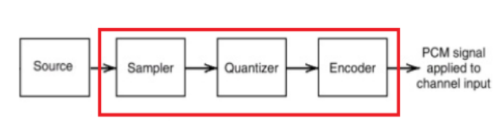 Source
Sampler
Quantizer
Encoder
PCM signal
applied to
channel input